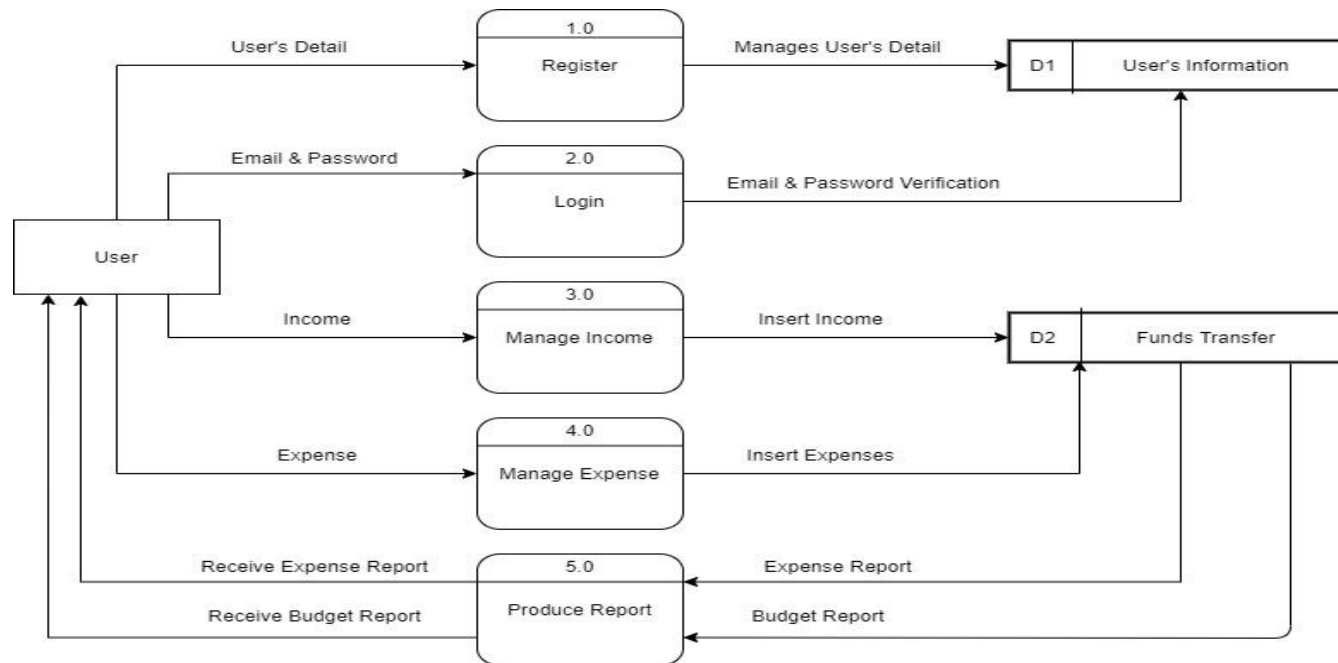 1.0
User's Detail
Manages User's Detail
Register
D1
User's Information
2.0
Email & Password
Email & Password Verification
Login
User
3.0
Income
Insert Income
Manage Income
D2
Funds Transfer
4.0
Expense
Insert Expenses
Manage Expense
5.0
Receive Expense Report
Expense Report
Produce Report
Receive Budget Report
Budget Report